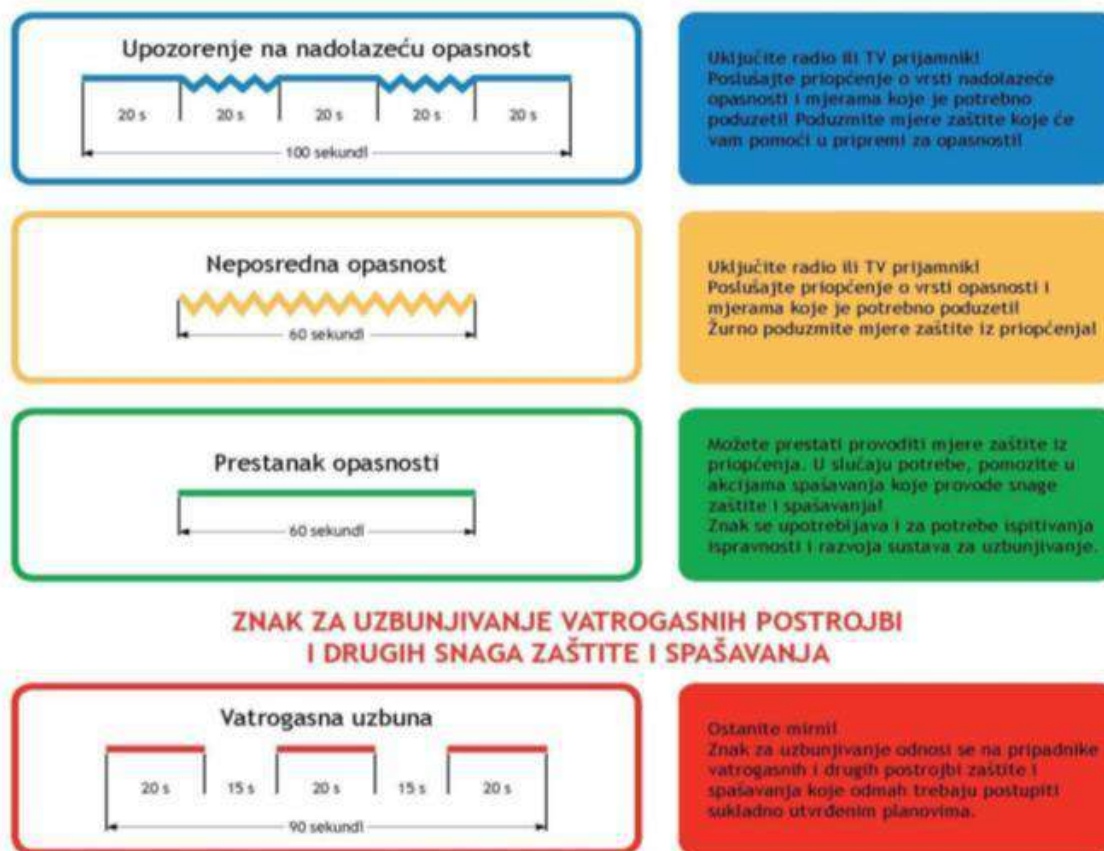 Upozorenje na nadolazeću opasnost
20 s 20 s 20 s 20 s 20 s
100 sekundi
Uključite radio ili TV prijamnik!
Poslušajte priopćenje o vrsti nadolazeće
opasnosti i mjerama koje je potrebno
poduzeti! Poduzmite mjere zaštite koje će
vam pomoći u pripremi za opasnosti!
Neposredna opasnost
60 sekundi
Uključite radio ili TV prijamnik!
Poslušajte priopćenje o vrsti opasnosti i
mjerama koje je potrebno poduzeti!
Žurno poduzmite mjere zaštite iz priopćenja!
Prestanak opasnosti
60 sekundi
Možete prestati provoditi mjere zaštite iz
priopćenja. U slučaju potrebe, pomozite u
akcijama spašavanja koje provode snage
zaštite i spašavanja!
Znak se upotrebljava i za potrebe ispitivanja
ispravnosti i razvoja sustava za uzbunjivanje.
ZNAK ZA UZBUNJIVANJE VATROGASNIH POSTROJBI
I DRUGIH SNAGA ZAŠTITE I SPAŠAVANJA
Vatrogasna uzbuna
20 s 15 s 20 s 15 s 20 s
90 sekundi
Ostanite mirni!
Znak za uzbunjivanje odnosi se na pripadnike
vatrogasnih i drugih postrojbi zaštite i
spašavanja koje odmah trebaju postupiti
sukladno utvrđenim planovima.